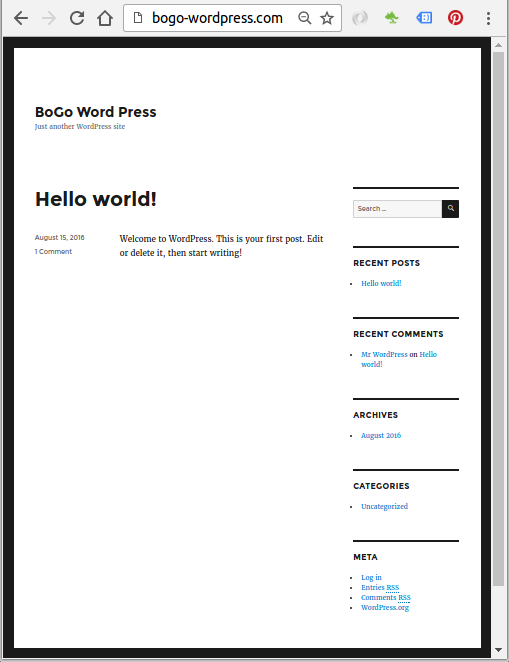 bogo-wordpress.com
BoGo Word Press
Just another WordPress site
Hello world!
August 15, 2016
1 Comment
Welcome to WordPress. This is your first post. Edit
or delete it, then start writing!
Search ...
RECENT POSTS
Hello world!
RECENT COMMENTS
Mr WordPress on Hello
world!
ARCHIVES
August 2016
CATEGORIES
Uncategorized
META
Log in
Entries RSS
Comments RSS
WordPress.org